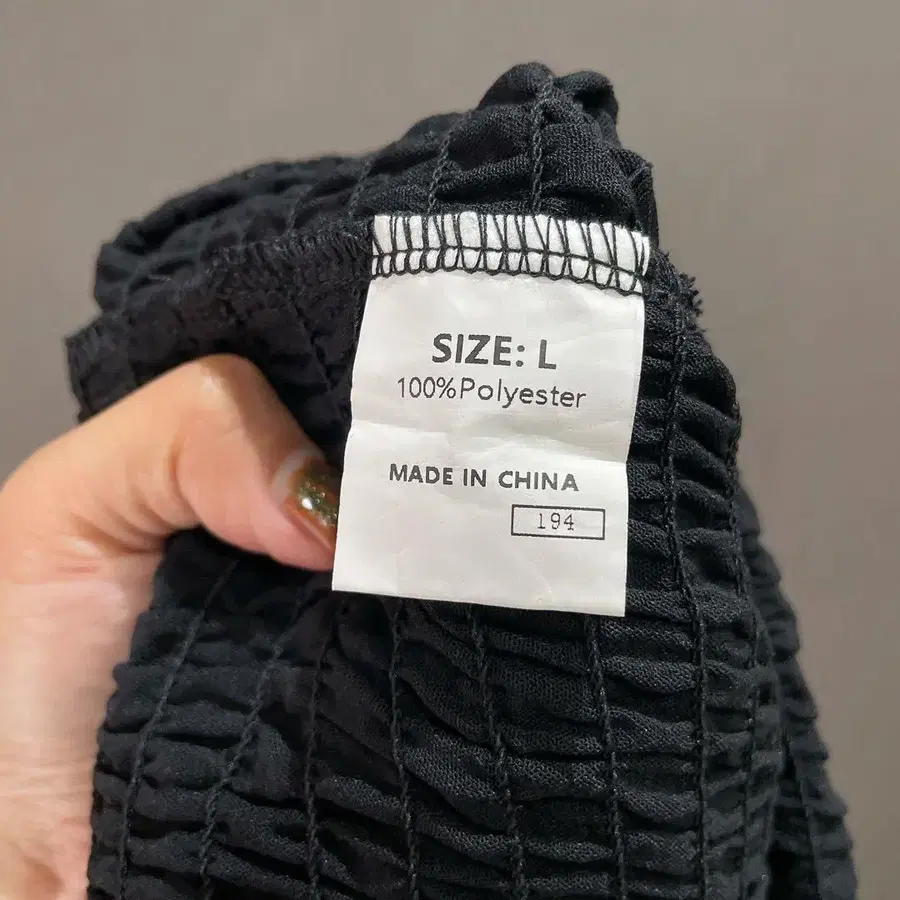 SIZE: L
100%Polyester
MADE IN CHINA
194